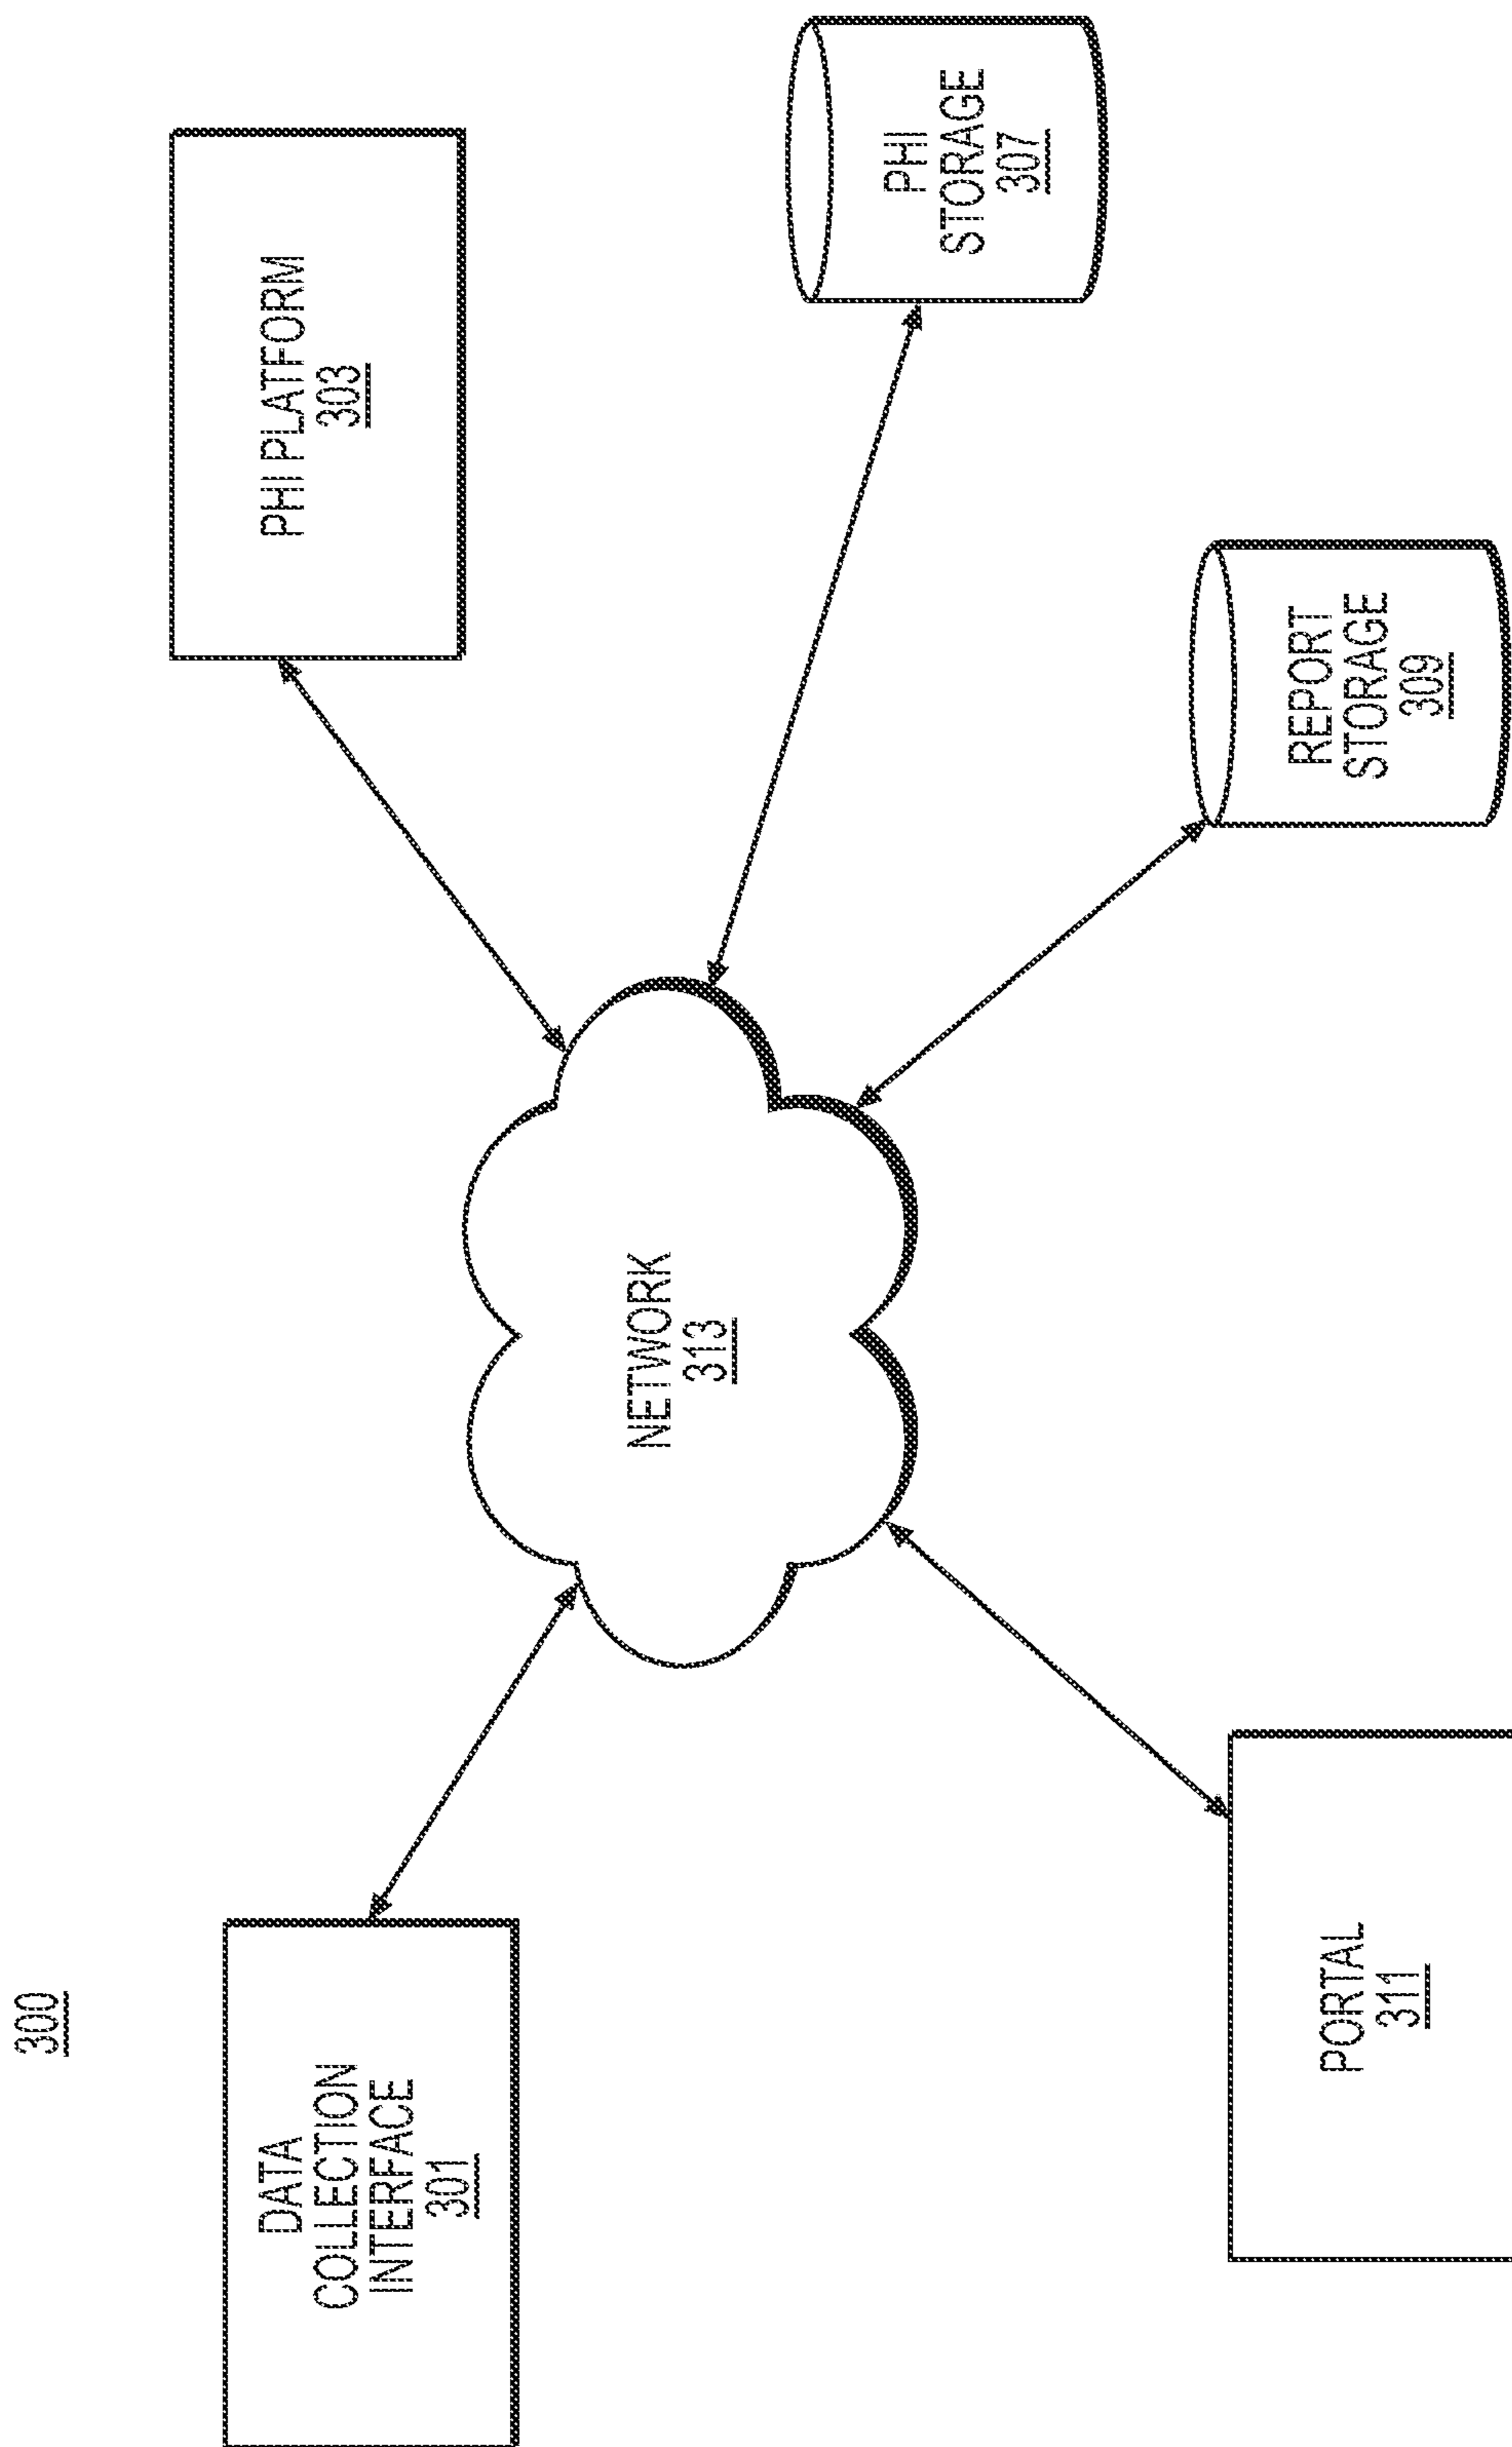 300
DATA
COLLECTION
INTERFACE
301
PHI PLATFORM
303
NETWORK
313
PHI
STORAGE
307
REPORT
STORAGE
309
PORTAL
311